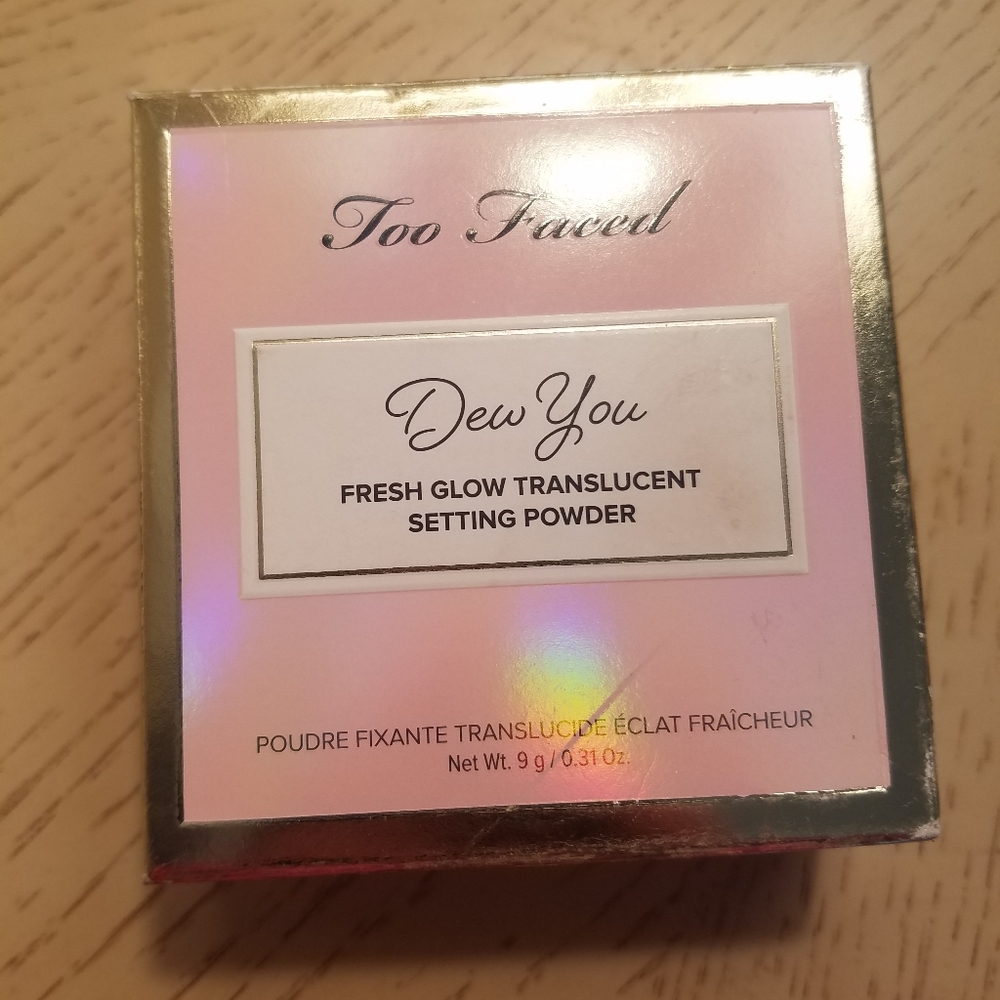 Too Faced
Dew You
FRESH GLOW TRANSLUCENT
SETTING POWDER
POUDRE FIXANTE TRANSLUCIDE ÉCLAT FRAÎCHEUR
Net Wt. 9 g / 0.31 Oz.